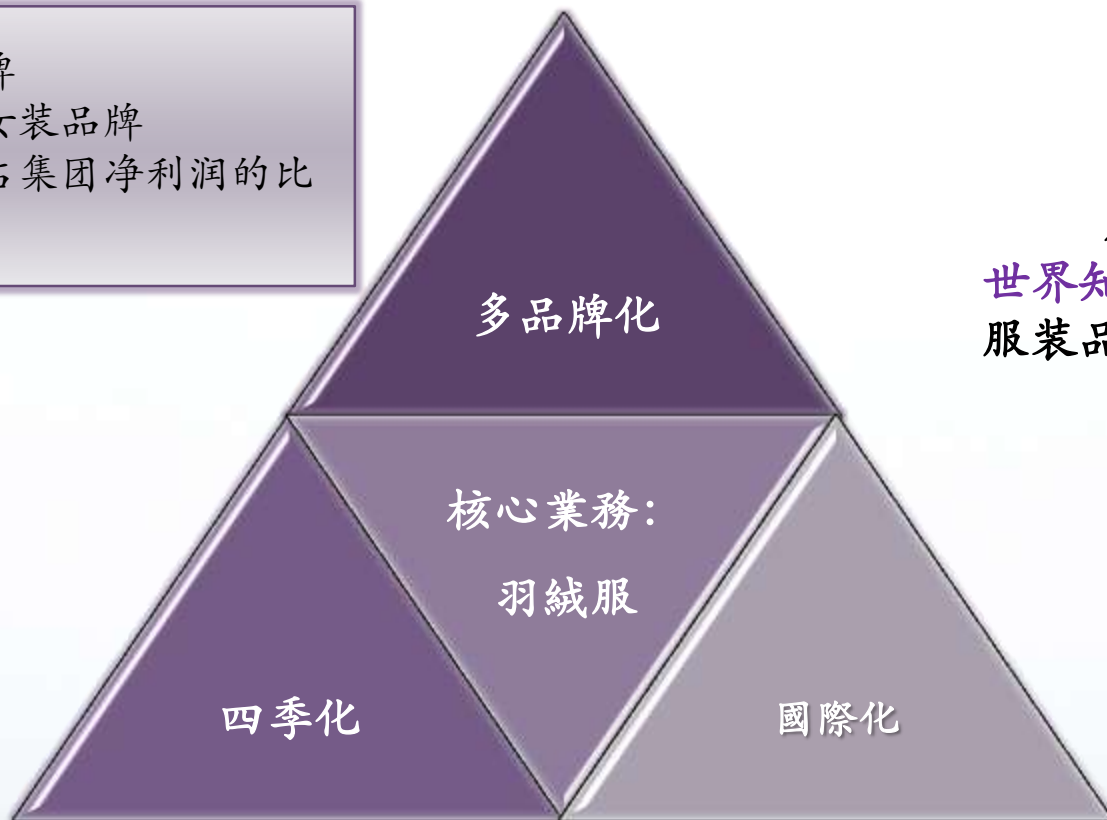 牌
女装品牌
占集团净利润的比
世界知
服装品
多品牌化
核心業務:
羽絨服
四季化
國際化